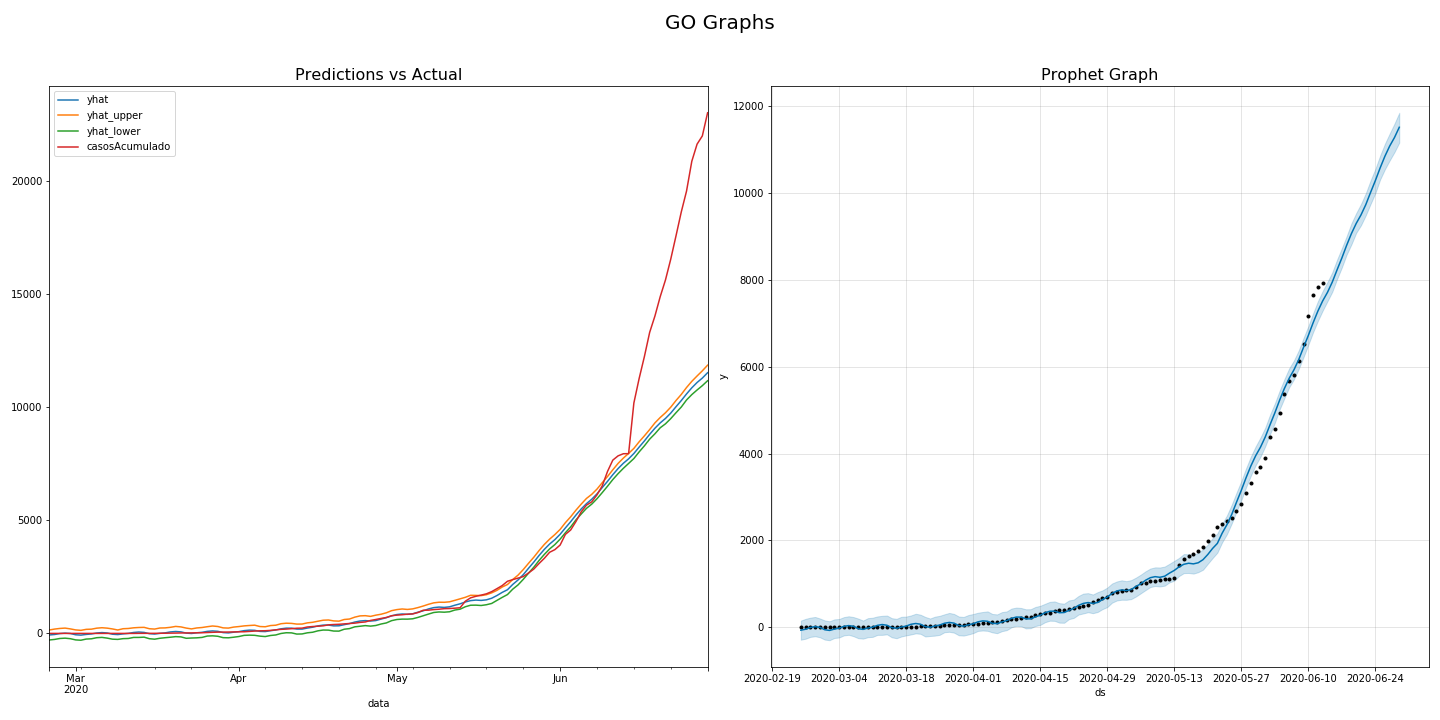 GO Graphs
Predictions vs Actual
yhat
yhat_upper
yhat_lower
casosAcumulado
20000
15000
10000
5000
0
Mar
2020
Apr
May
Jun
data
Prophet Graph
12000
10000
8000
6000
4000
2000
0
y
2020-02-19 2020-03-04 2020-03-18 2020-04-01 2020-04-15 2020-04-29 2020-05-13 2020-05-27 2020-06-10 2020-06-24
ds